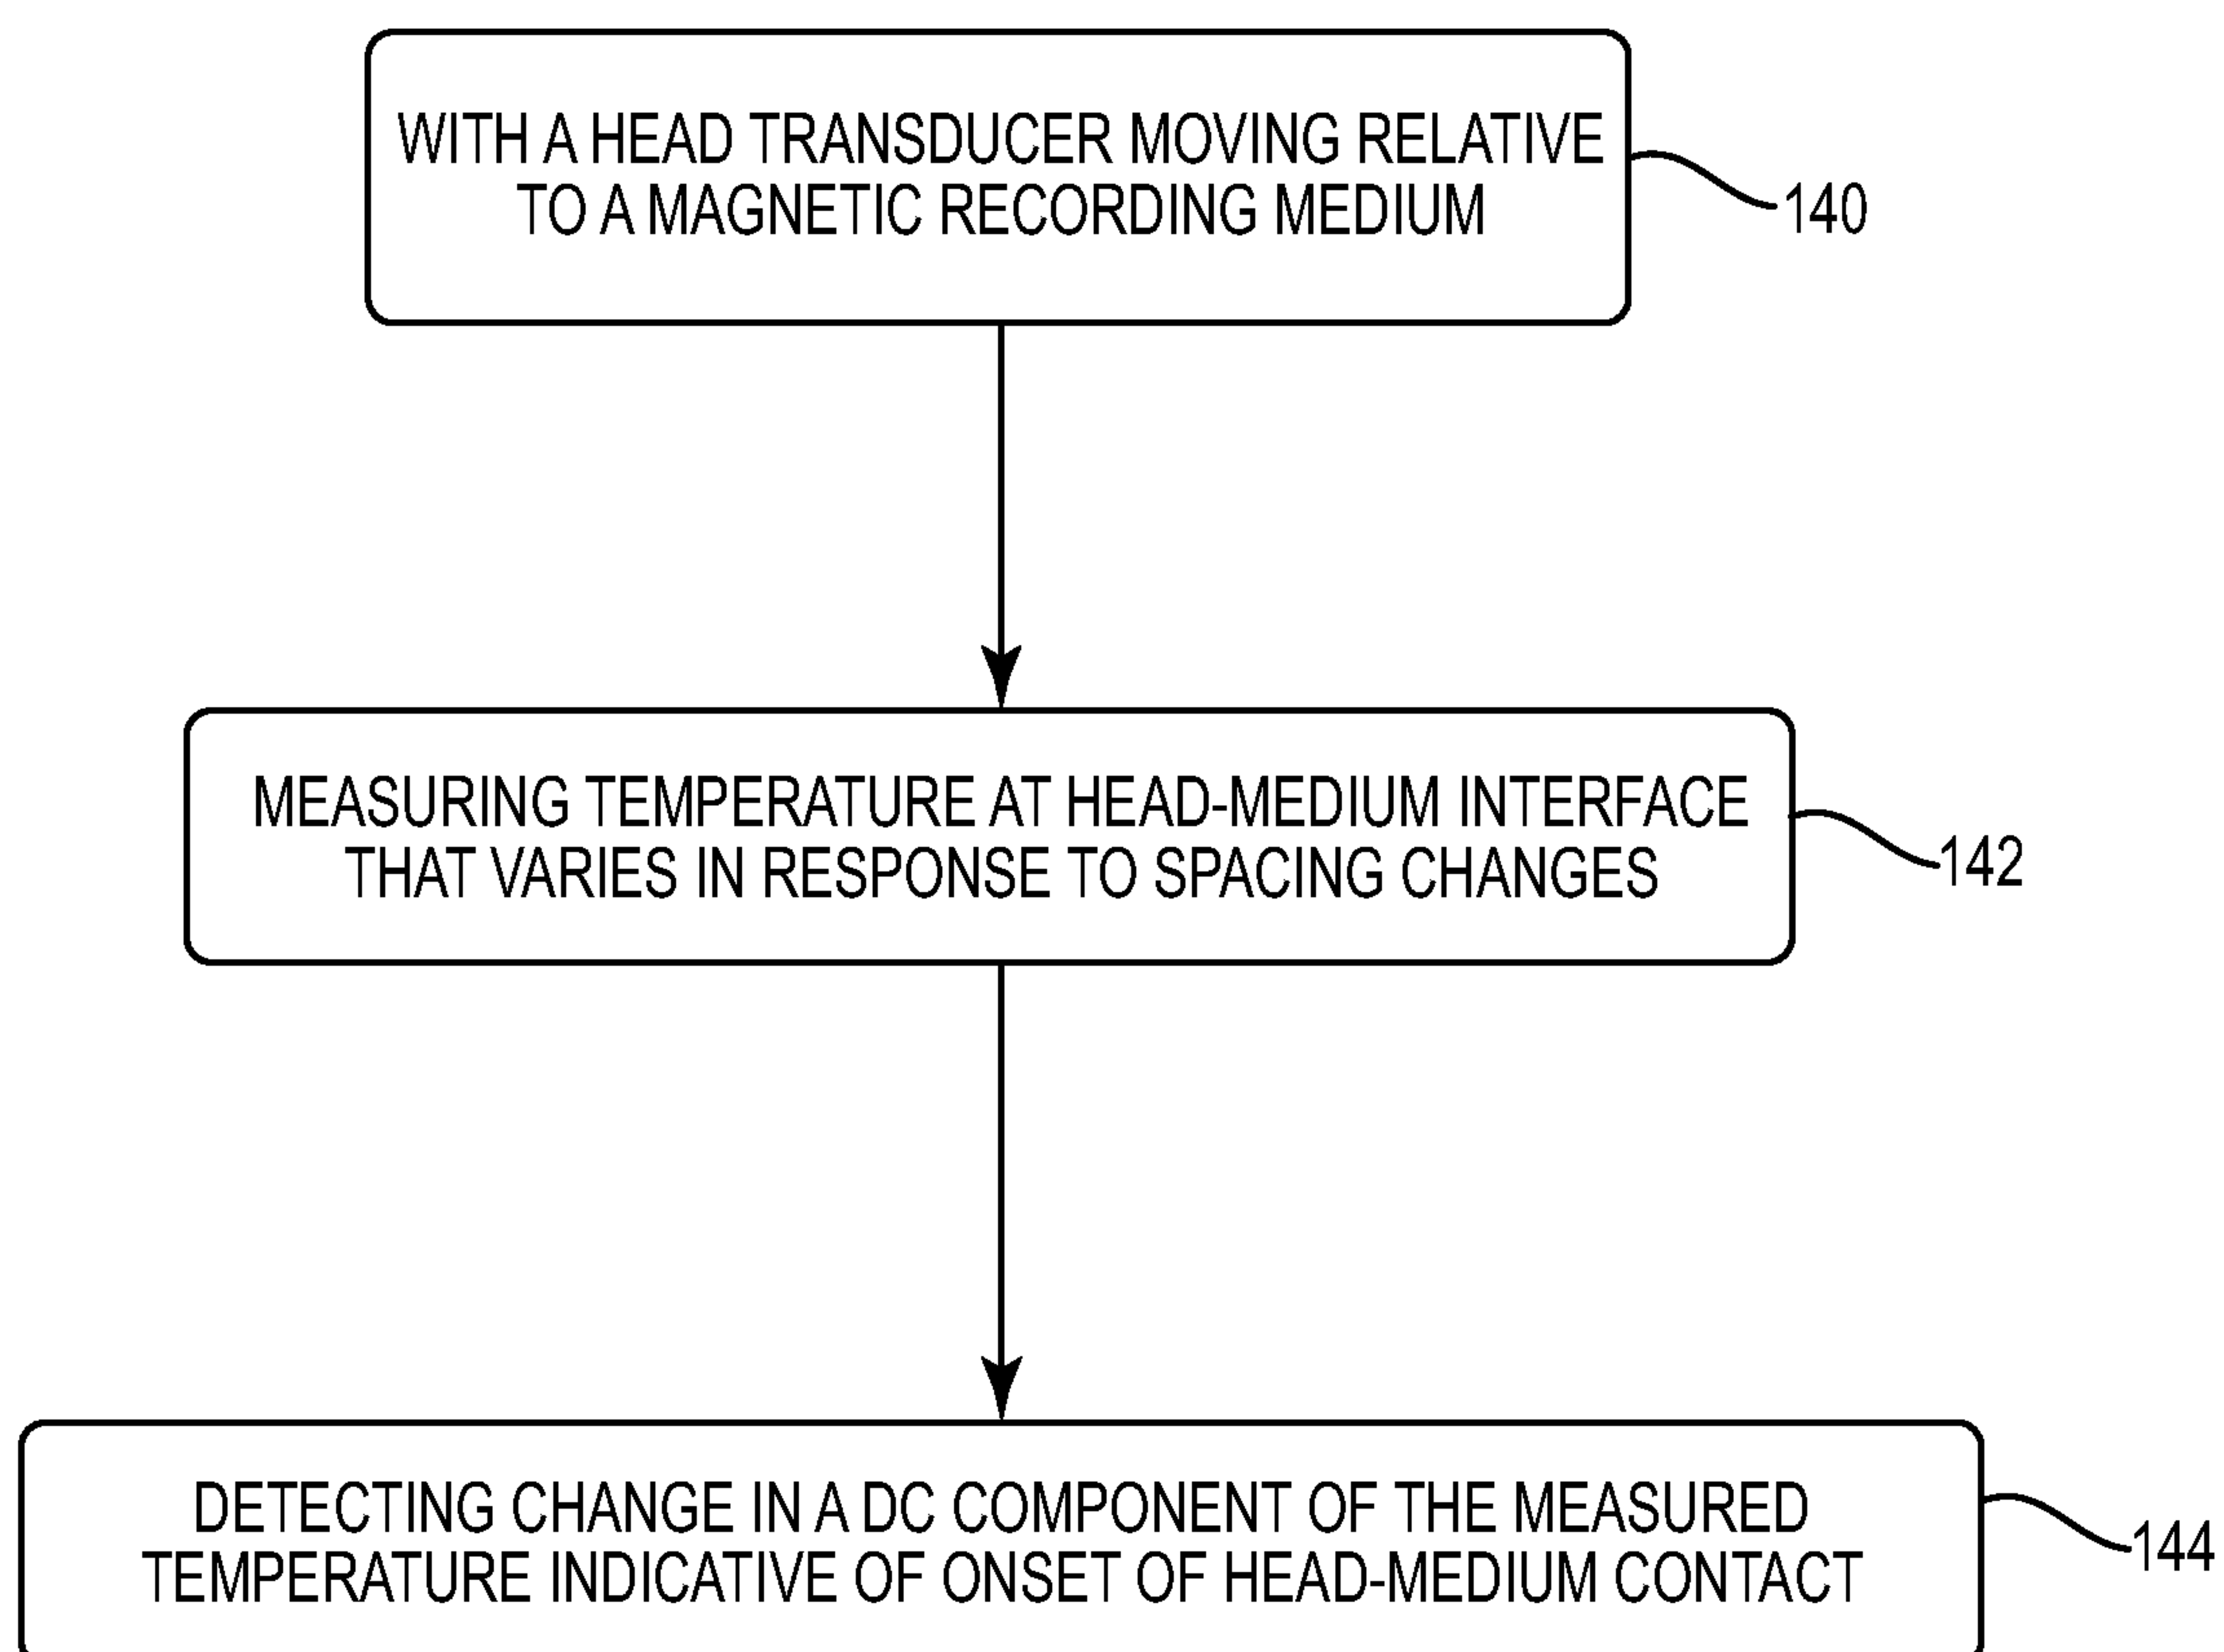 WITH A HEAD TRANSDUCER MOVING RELATIVE
TO A MAGNETIC RECORDING MEDIUM
140
MEASURING TEMPERATURE AT HEAD-MEDIUM INTERFACE
THAT VARIES IN RESPONSE TO SPACING CHANGES
142
DETECTING CHANGE IN A DC COMPONENT OF THE MEASURED
TEMPERATURE INDICATIVE OF ONSET OF HEAD-MEDIUM CONTACT
144